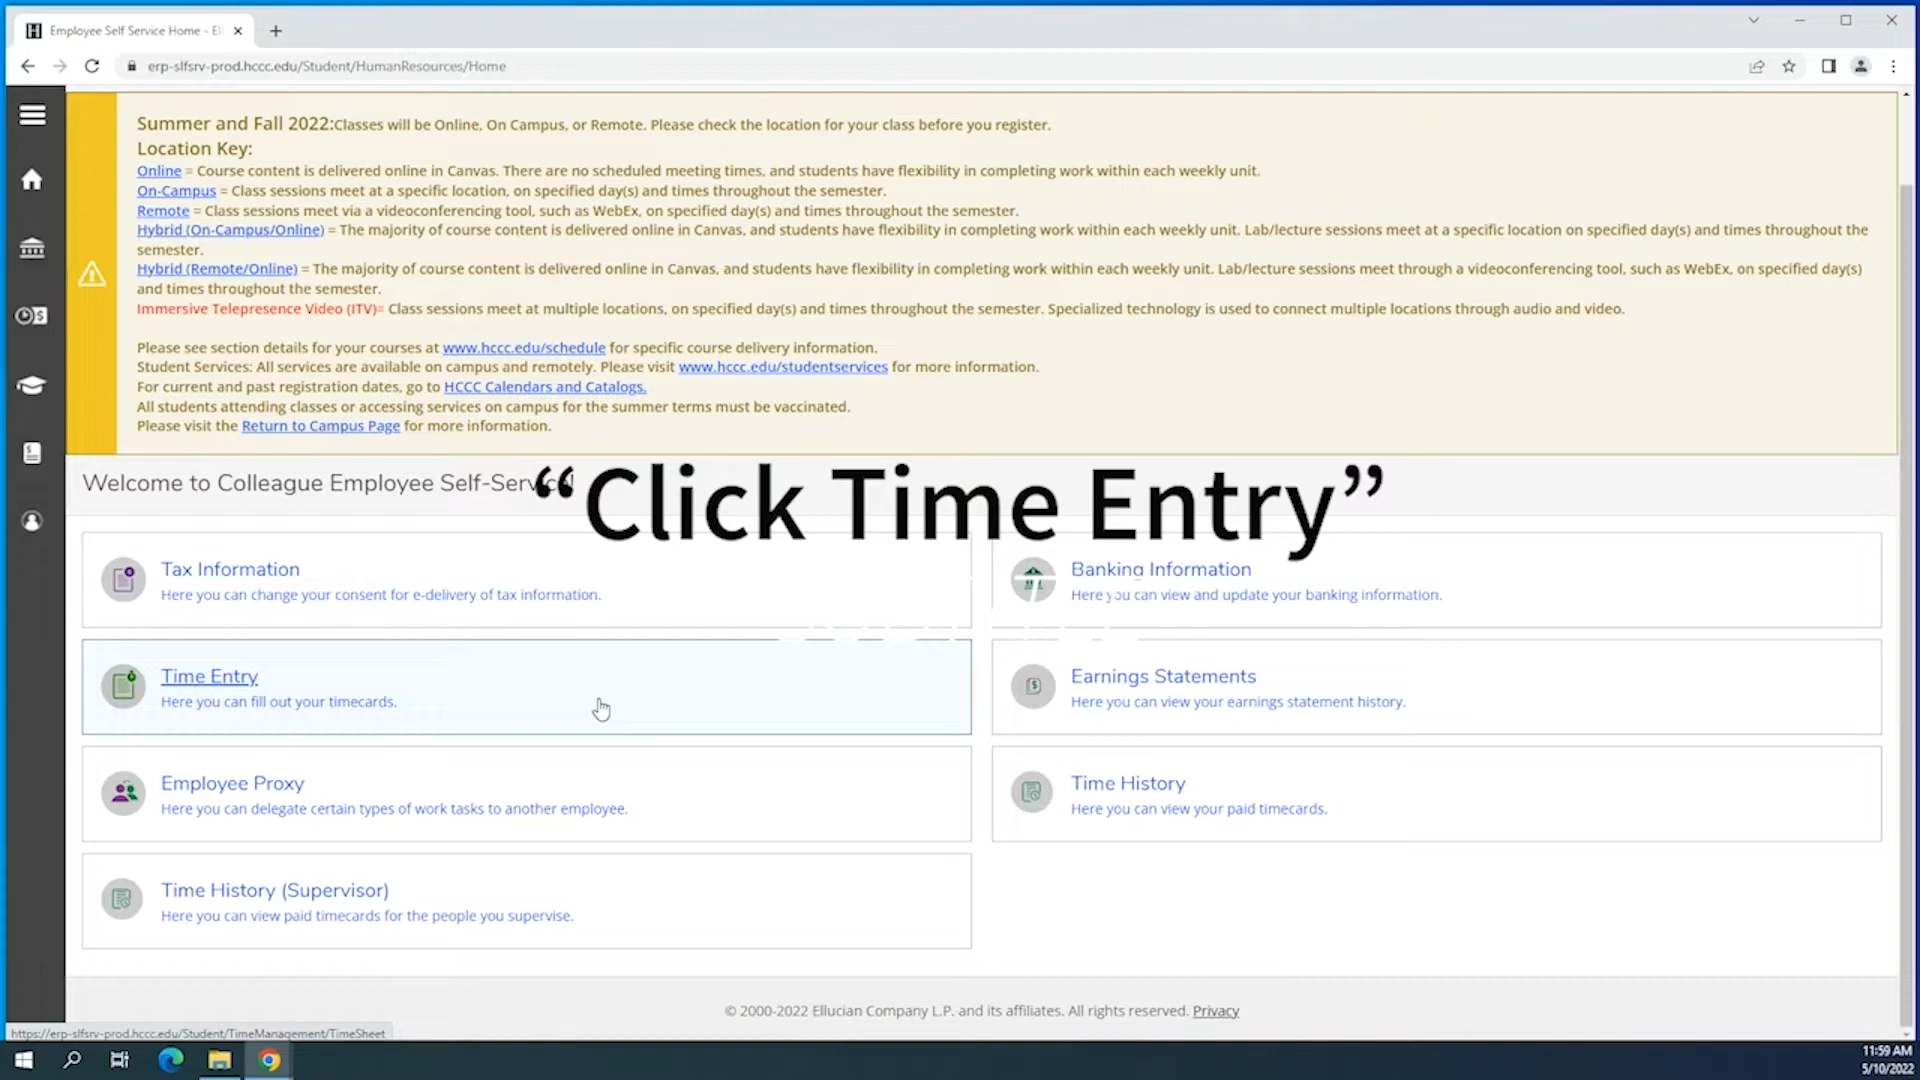 Employee Self Service Home - El
erp-slfsrv-prod.hccc.edu/Student/HumanResources/Home
Summer and Fall 2022:Classes will be Online, On Campus, or Remote. Please check the location for your class before you register.
Location Key:
Online = Course content is delivered online in Canvas. There are no scheduled meeting times, and students have flexibility in completing work within each weekly unit.
On-Campus = Class sessions meet at a specific location, on specified day(s) and times throughout the semester.
Remote = Class sessions meet via a videoconferencing tool, such as WebEx, on specified day(s) and times throughout the semester.
Hybrid (On-Campus/Online) = The majority of course content is delivered online in Canvas, and students have flexibility in completing work within each weekly unit. Lab/lecture sessions meet at a specific location on specified day(s) and times throughout the
semester.
Hybrid (Remote/Online) = The majority of course content is delivered online in Canvas, and students have flexibility in completing work within each weekly unit. Lab/lecture sessions meet through a videoconferencing tool, such as WebEx, on specified day(s)
and times throughout the semester.
Immersive Telepresence Video (ITV)= Class sessions meet at multiple locations, on specified day(s) and times throughout the semester. Specialized technology is used to connect multiple locations through audio and video.
Please see section details for your courses at www.hccc.edu/schedule for specific course delivery information.
Student Services: All services are available on campus and remotely. Please visit www.hccc.edu/studentservices for more information.
For current and past registration dates, go to HCCC Calendars and Catalogs.
All students attending classes or accessing services on campus for the summer terms must be vaccinated.
Please visit the Return to Campus Page for more information.
Welcome to Colleague Employee Self-Service!
“Click Time Entry”
Tax Information
Here you can change your consent for e-delivery of tax information.
Banking Information
Here you can view and update your banking information.
Time Entry
Here you can fill out your timecards.
Earnings Statements
Here you can view your earnings statement history.
Employee Proxy
Here you can delegate certain types of work tasks to another employee.
Time History
Here you can view your paid timecards.
Time History (Supervisor)
Here you can view paid timecards for the people you supervise.
© 2000-2022 Ellucian Company L.P. and its affiliates. All rights reserved. Privacy
https://erp-slfsrv-prod.hccc.edu/Student/TimeManagement/TimeSheet
11:59 AM
5/10/2022